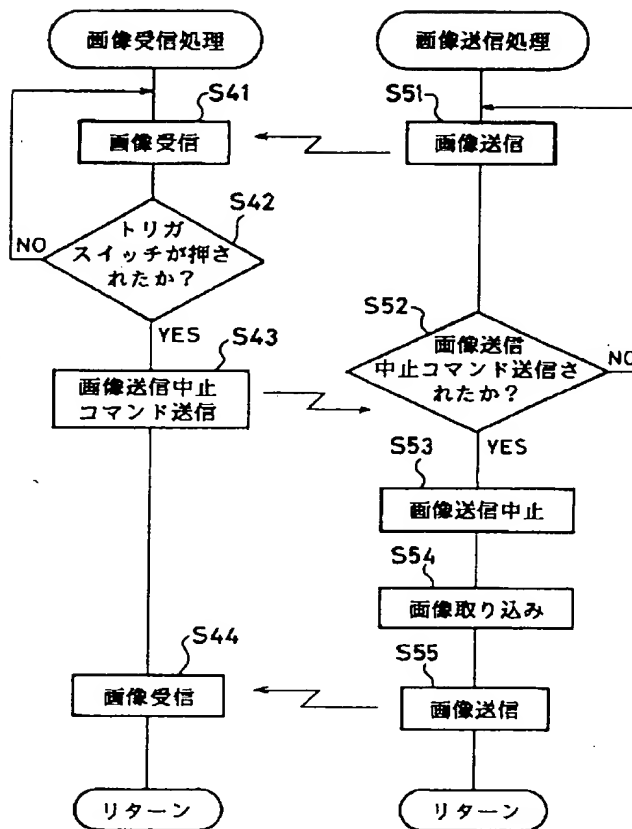 画像受信処理
S41
画像受信
S42
トリガ
スイッチが押さ
れたか?
NO
YES
S43
画像送信中止
コマンド送信
S44
画像受信
リターン
画像送信処理
S51
画像送信
S52
画像送信
中止コマンド送信さ
れたか?
NO
YES
S53
画像送信中止
S54
画像取り込み
S55
画像送信
リターン